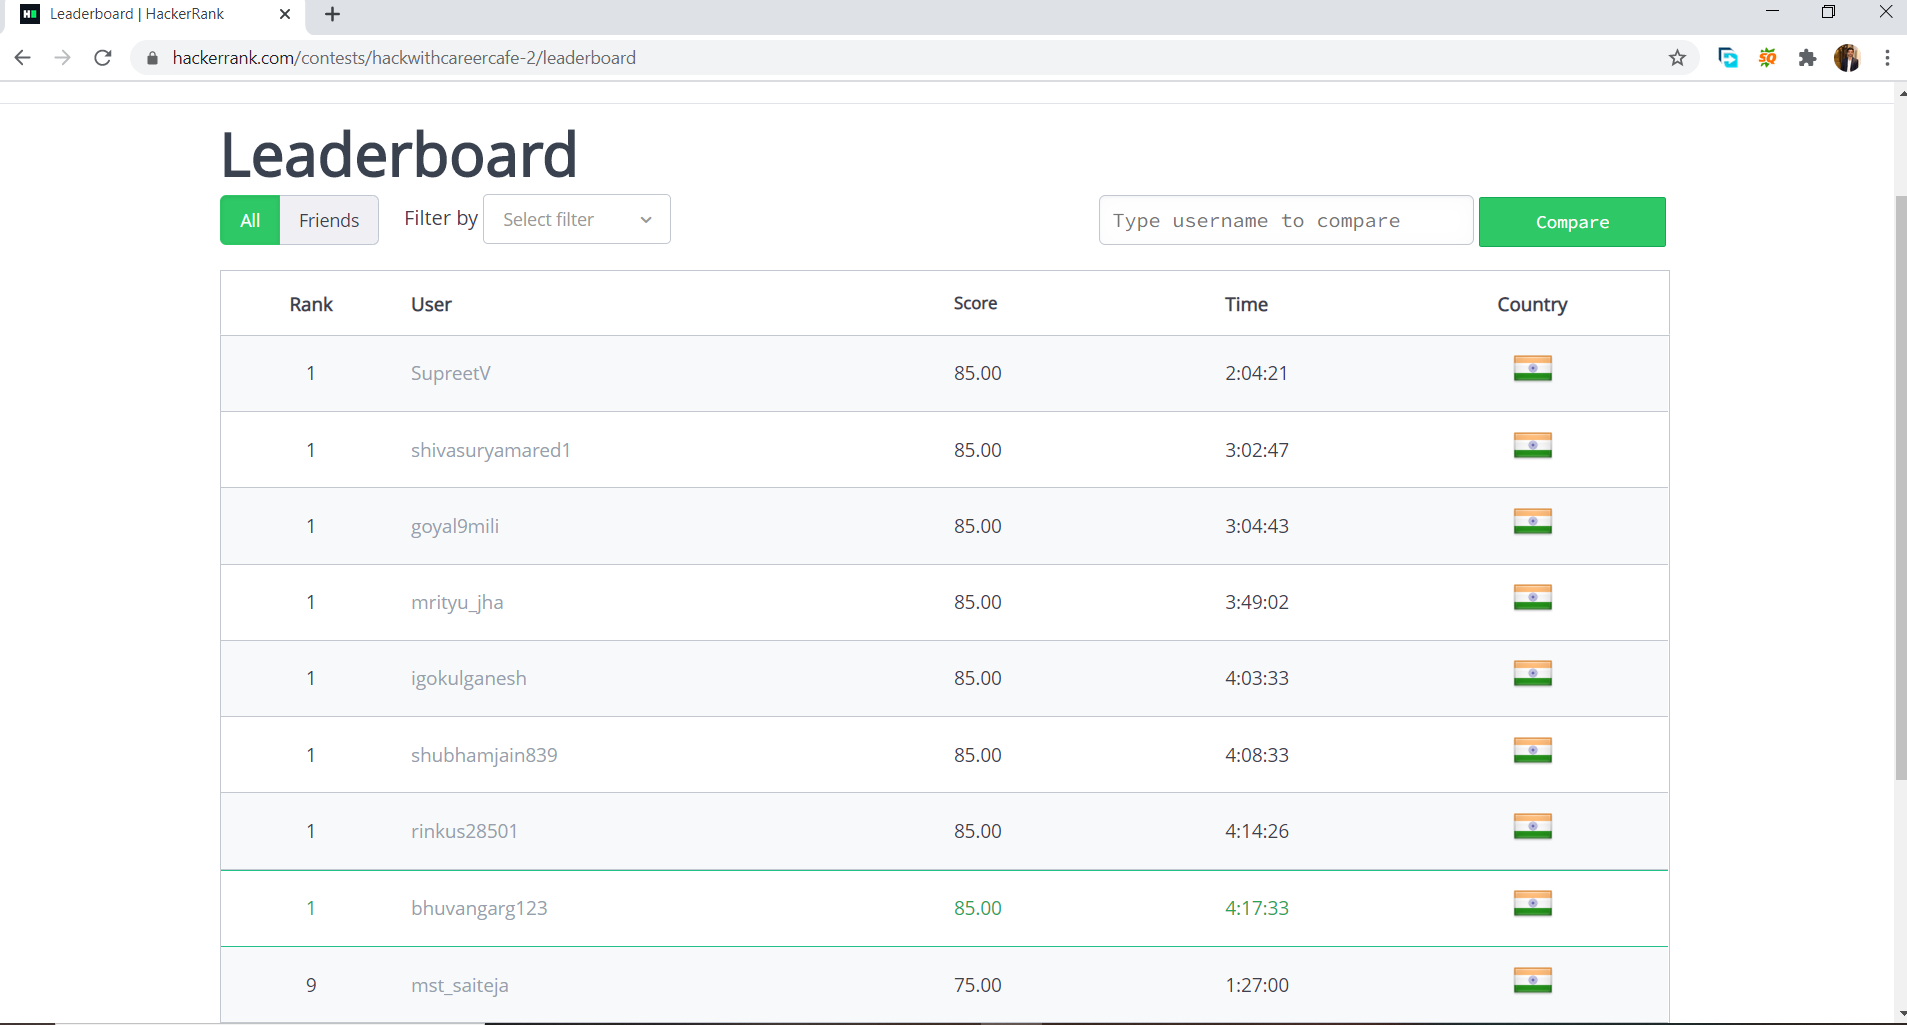 Leaderboard | HackerRank
hackerrank.com/contests/hackwithcareercafe-2/leaderboard
Leaderboard
All Friends Filter by Select filter Type username to compare Compare
Rank User Score Time Country
1 SupreetV 85.00 2:04:21
1 shivasuryamared1 85.00 3:02:47
1 goyal9mili 85.00 3:04:43
1 mrityu_jha 85.00 3:49:02
1 igokulganesh 85.00 4:03:33
1 shubhamjain839 85.00 4:08:33
1 rinkus28501 85.00 4:14:26
1 bhuvangarg123 85.00 4:17:33
9 mst_saiteja 75.00 1:27:00